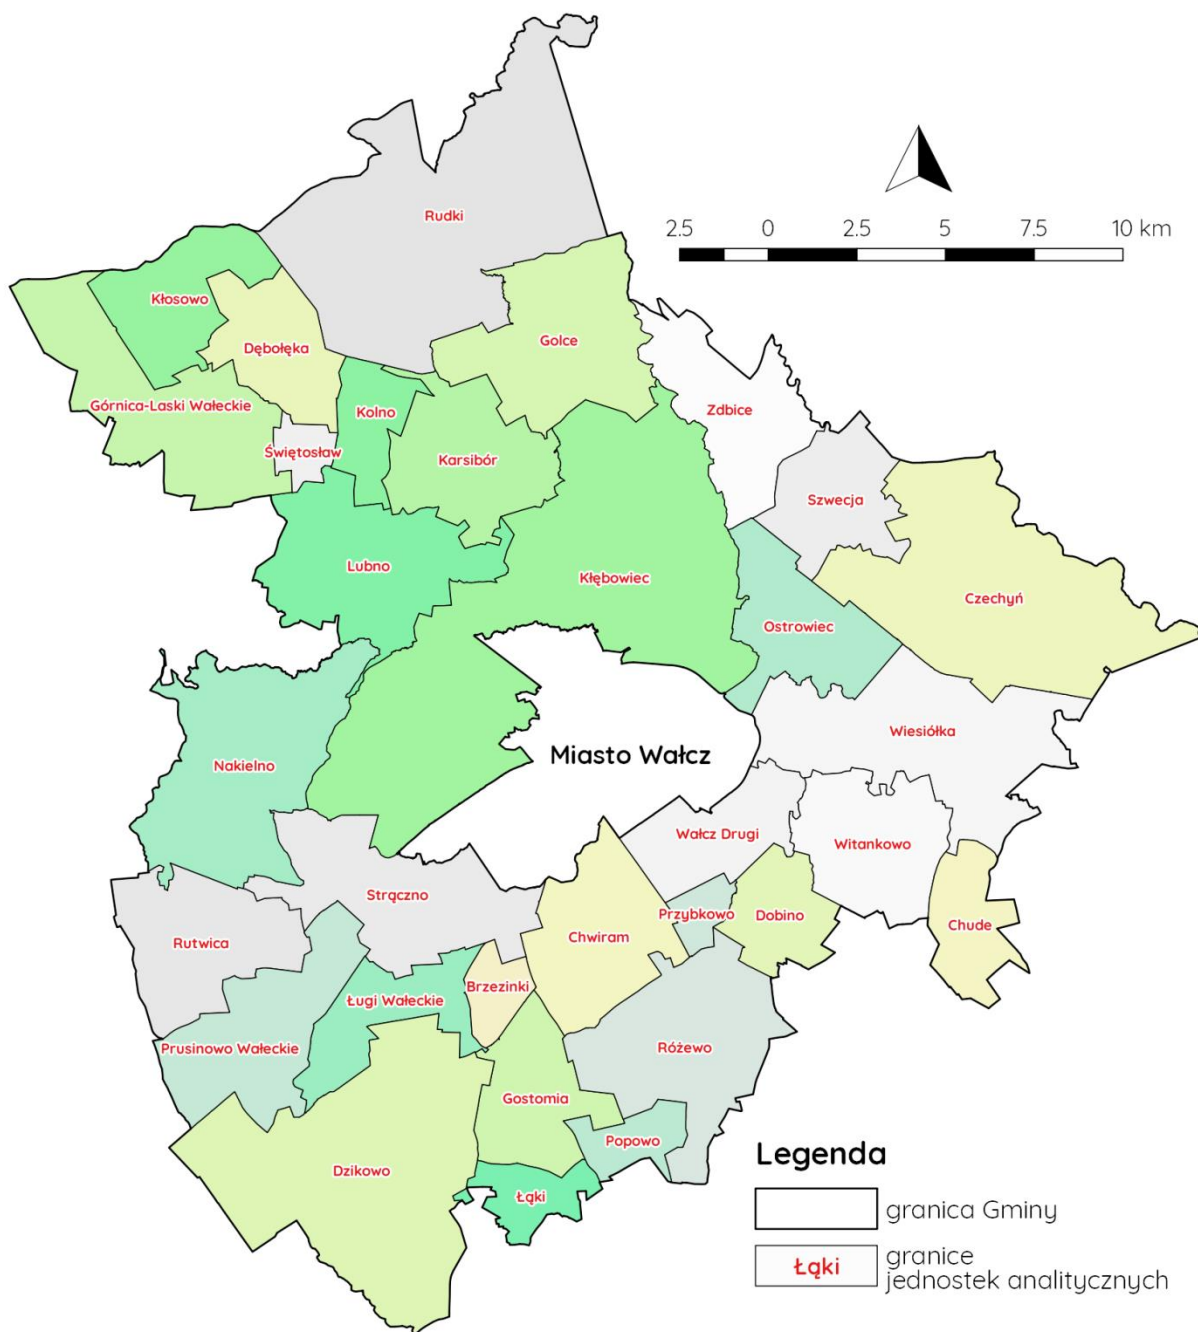 Rudki
2.5 0 2.5 5 7.5 10 km
Kłosowo
Golce
Dębołęka
Górnica-Laski Wałeckie
Kolno
Zdbice
Świętosław
Karsibór
Szwecja
Lubno
Kłębowiec
Czechyń
Ostrowiec
Wiesiółka
Miasto Wałcz
Nakielno
Wałcz Drugi
Witankowo
Strączno
Przybkowo
Dobino
Chude
Rutwica
Chwiram
Brzezinki
Ługi Wałeckie
Prusinowo Wałeckie
Różewo
Gostomia
Popowo
Dzikowo
Łąki
Legenda
granica Gminy
Łąki
granice
jednostek analitycznych